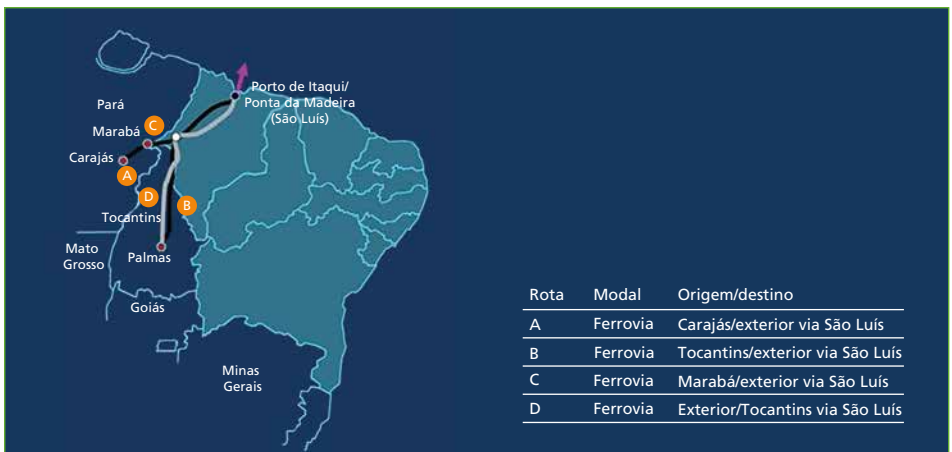 Porto de Itaqui/
Ponta da Madeira
(São Luís)
Pará
C
Marabá
Carajás
A
D
B
Tocantins
Mato
Grosso
Palmas
Goiás
Minas
Gerais
Rota Modal Origem/destino
A Ferrovia Carajás/exterior via São Luís
B Ferrovia Tocantins/exterior via São Luís
C Ferrovia Marabá/exterior via São Luís
D Ferrovia Exterior/Tocantins via São Luís